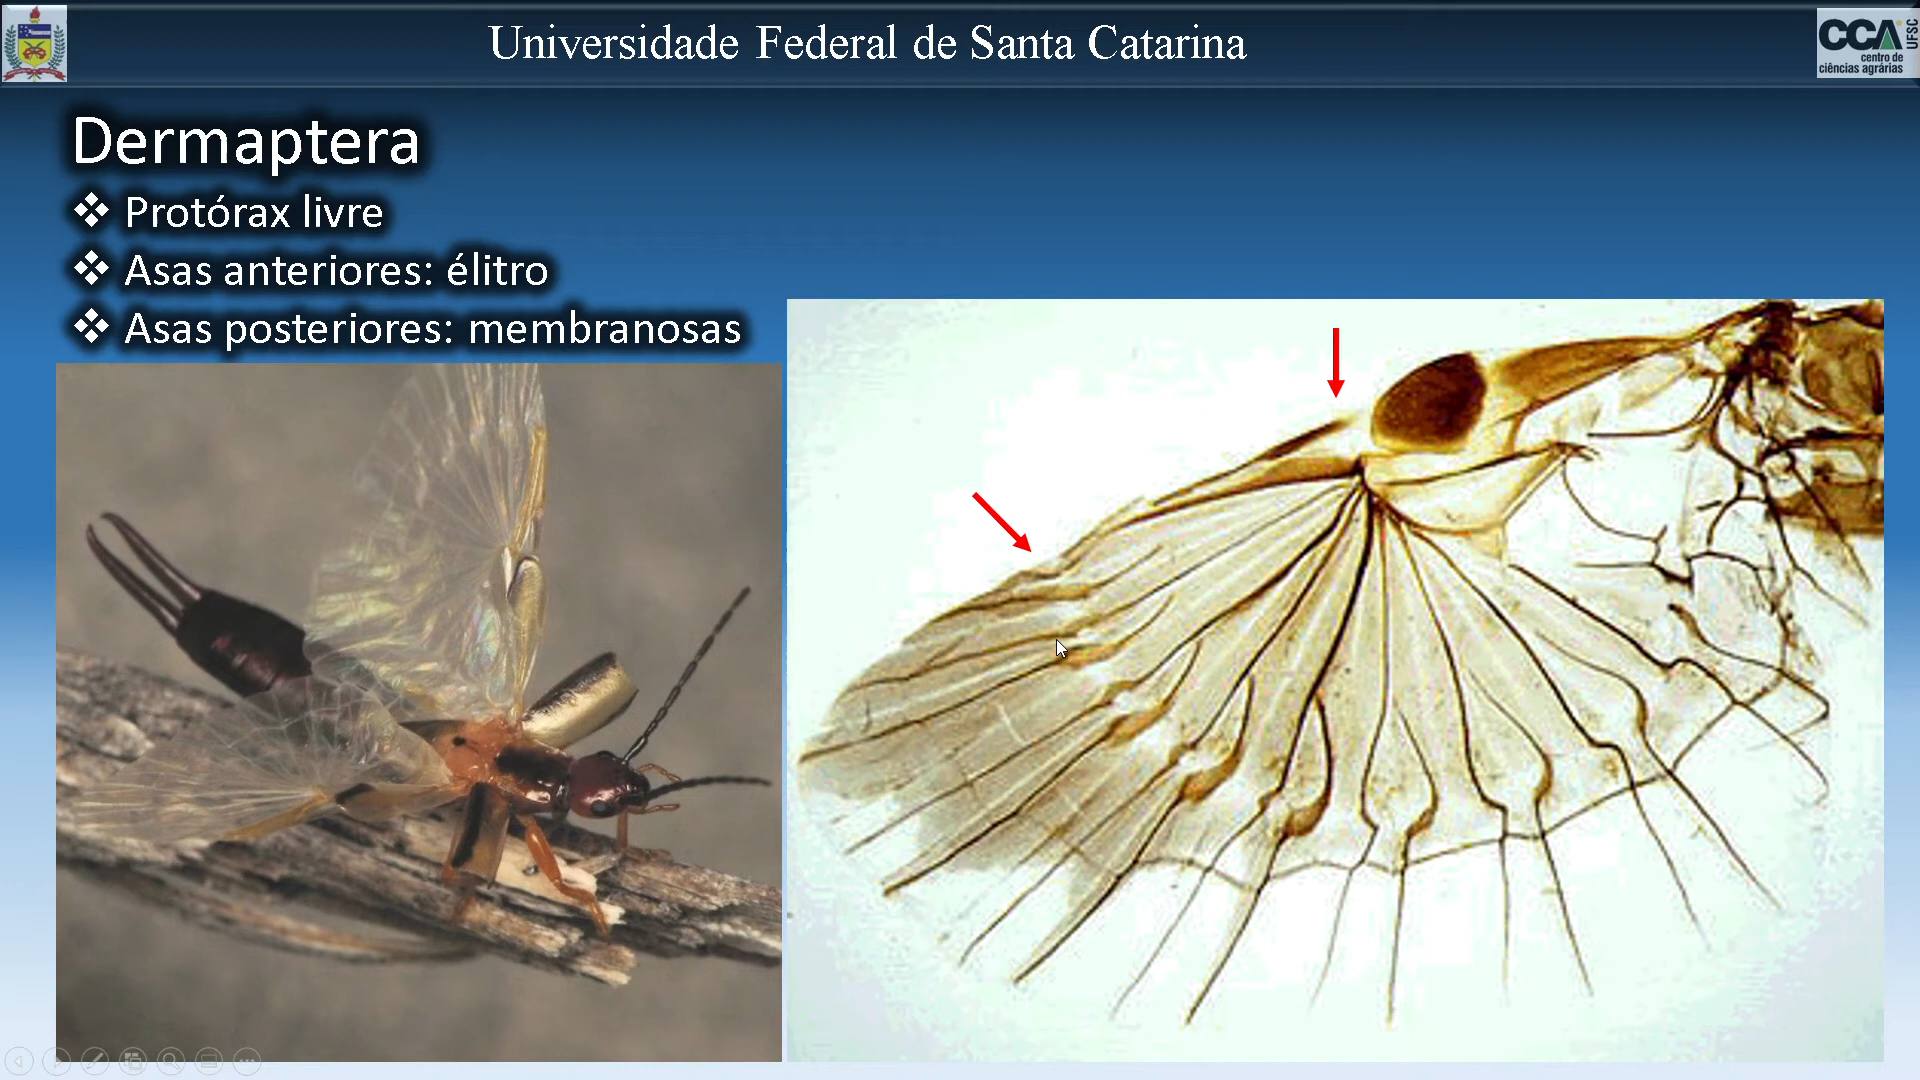 Universidade Federal de Santa Catarina
CCA UFSC
centro de
ciências agrárias
Dermaptera
❖ Protórax livre
❖ Asas anteriores: élitro
❖ Asas posteriores: membranosas